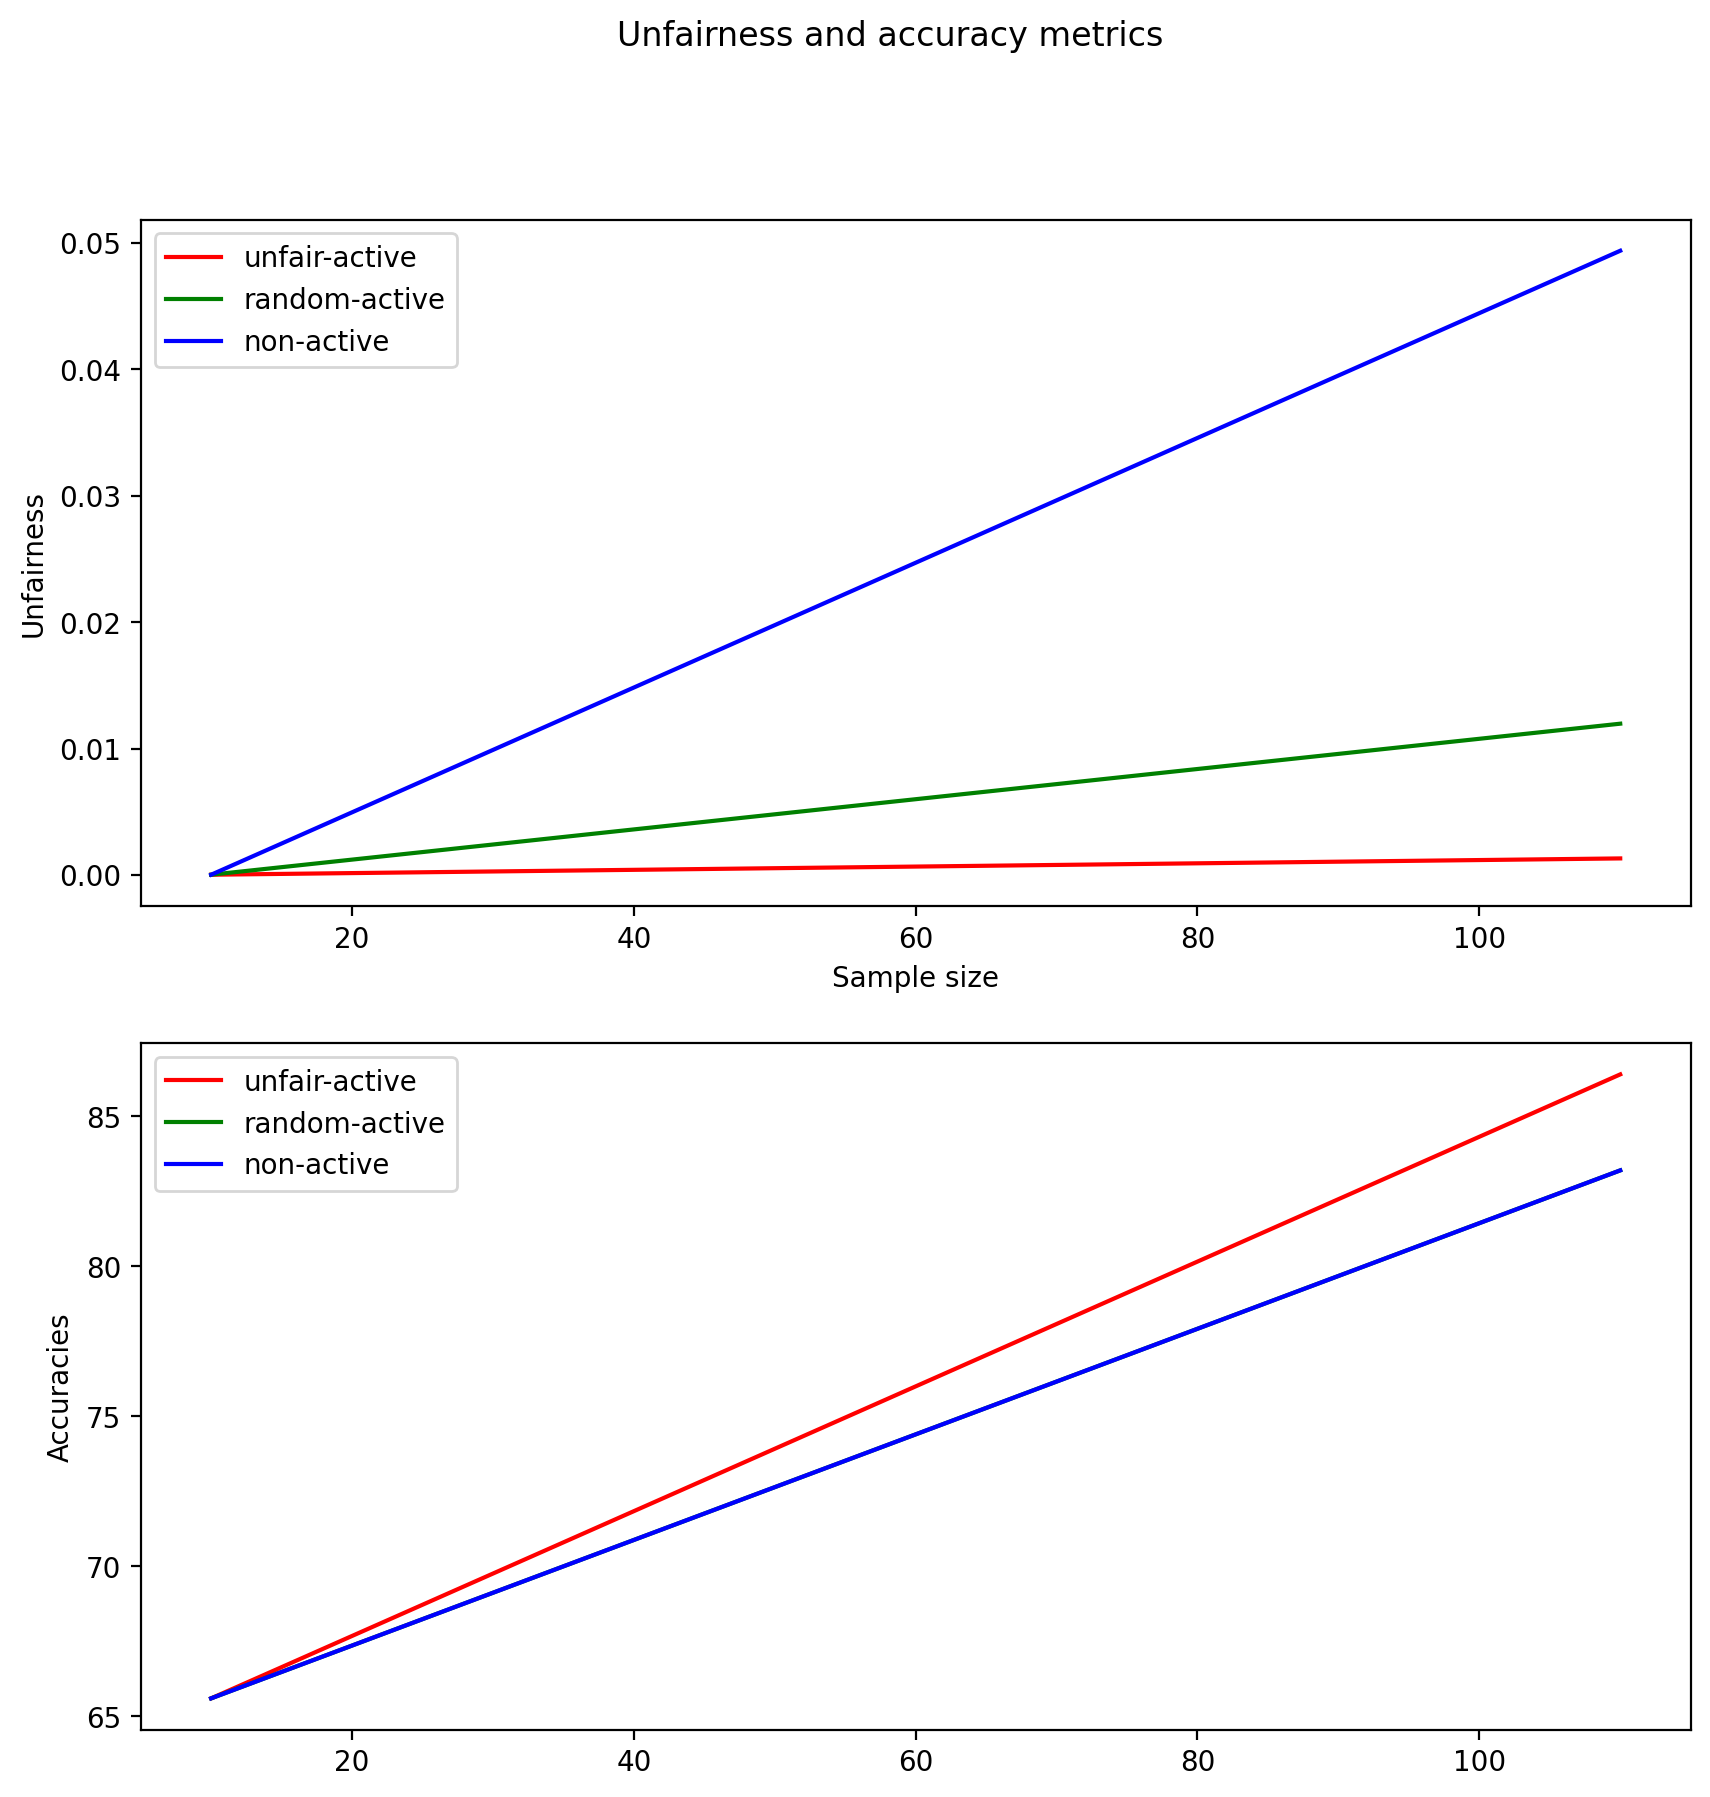 Unfairness and accuracy metrics
unfair-active
random-active
non-active
0.05
0.04
0.03
0.02
0.01
0.00
Unfairness
20 40 60 80 100
Sample size
unfair-active
random-active
non-active
85
80
75
70
65
Accuracies
20 40 60 80 100